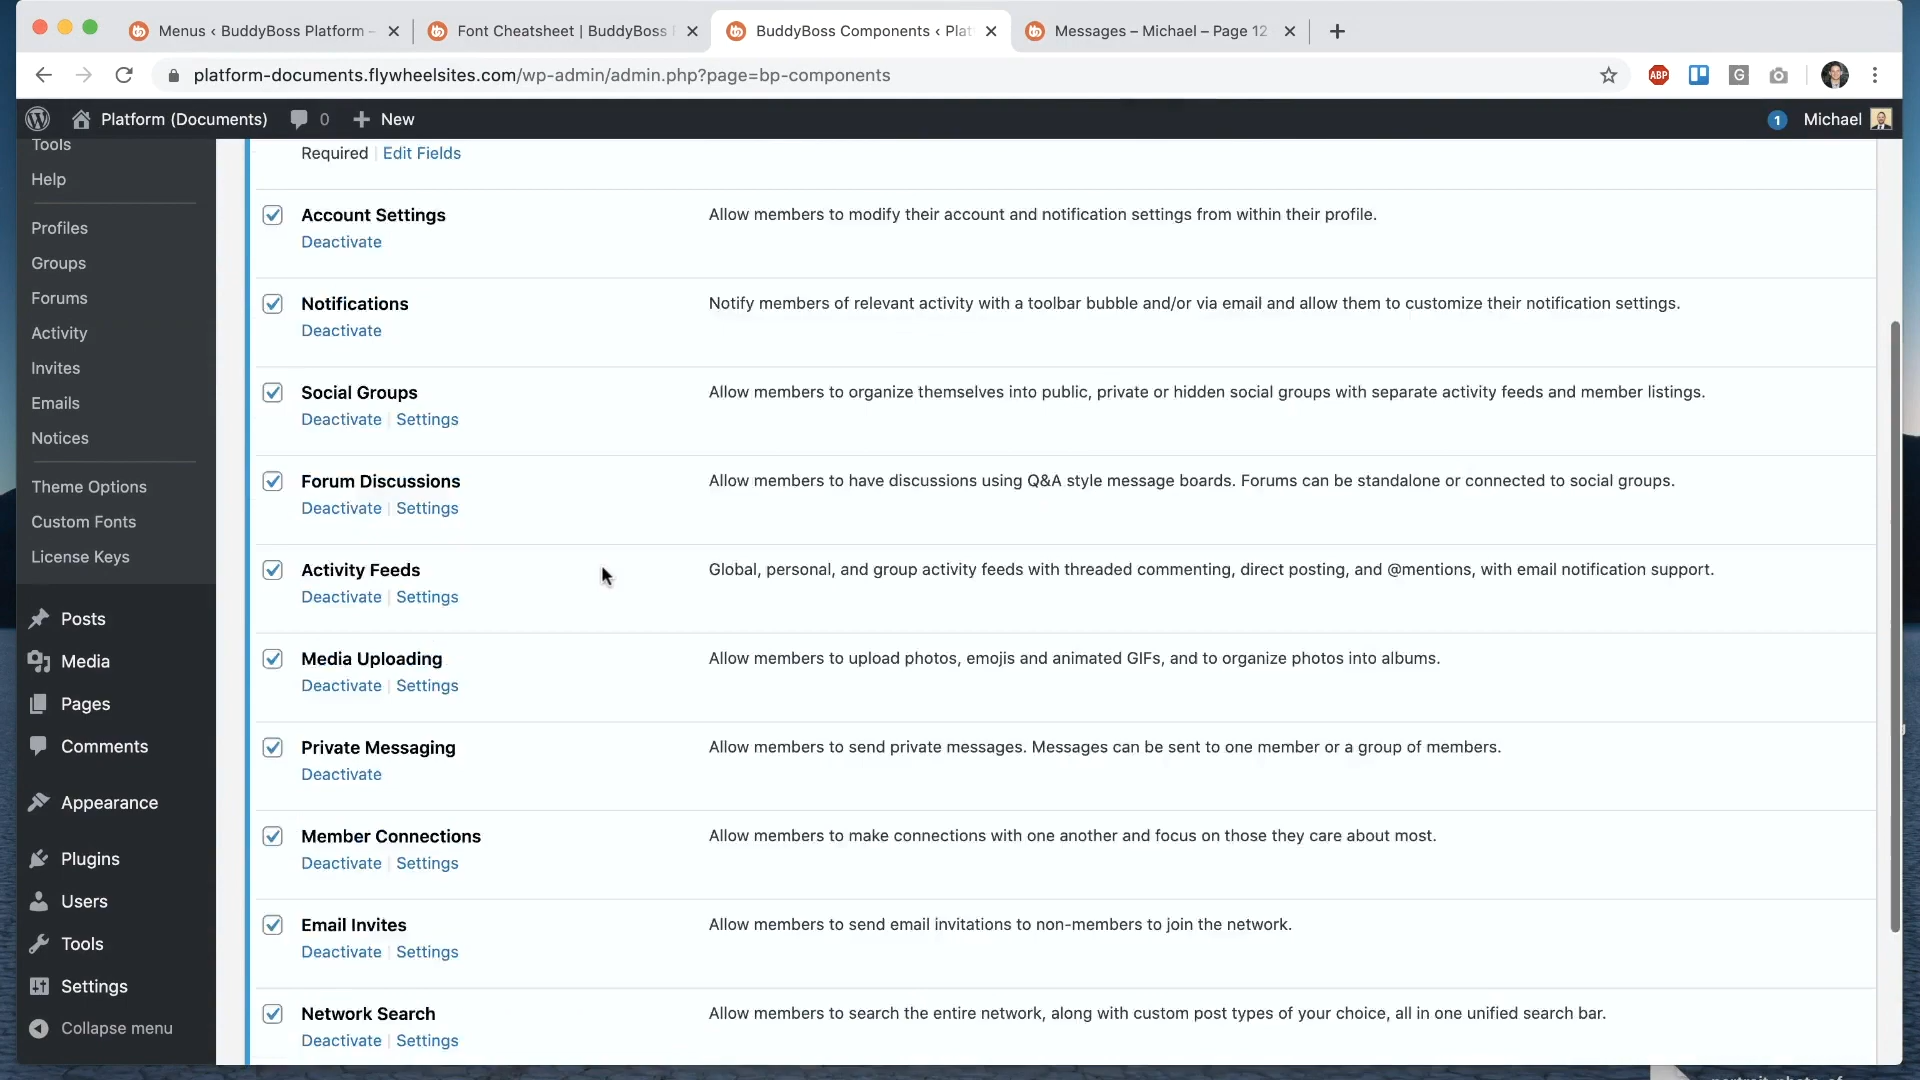 Menus ‹ BuddyBoss Platform –
Font Cheatsheet | BuddyBoss
BuddyBoss Components ‹ Plat
Messages – Michael – Page 12
platform-documents.flywheelsites.com/wp-admin/admin.php?page=bp-components
ABP
G
Platform (Documents)
0
New
1
Michael
Tools
Help
Profiles
Groups
Forums
Activity
Invites
Emails
Notices
Theme Options
Custom Fonts
License Keys
Posts
Media
Pages
Comments
Appearance
Plugins
Users
Tools
Settings
Collapse menu
Required | Edit Fields
Account Settings
Allow members to modify their account and notification settings from within their profile.
Deactivate
Notifications
Notify members of relevant activity with a toolbar bubble and/or via email and allow them to customize their notification settings.
Deactivate
Social Groups
Allow members to organize themselves into public, private or hidden social groups with separate activity feeds and member listings.
Deactivate | Settings
Forum Discussions
Allow members to have discussions using Q&A style message boards. Forums can be standalone or connected to social groups.
Deactivate | Settings
Activity Feeds
Global, personal, and group activity feeds with threaded commenting, direct posting, and @mentions, with email notification support.
Deactivate | Settings
Media Uploading
Allow members to upload photos, emojis and animated GIFs, and to organize photos into albums.
Deactivate | Settings
Private Messaging
Allow members to send private messages. Messages can be sent to one member or a group of members.
Deactivate
Member Connections
Allow members to make connections with one another and focus on those they care about most.
Deactivate | Settings
Email Invites
Allow members to send email invitations to non-members to join the network.
Deactivate | Settings
Network Search
Allow members to search the entire network, along with custom post types of your choice, all in one unified search bar.
Deactivate | Settings